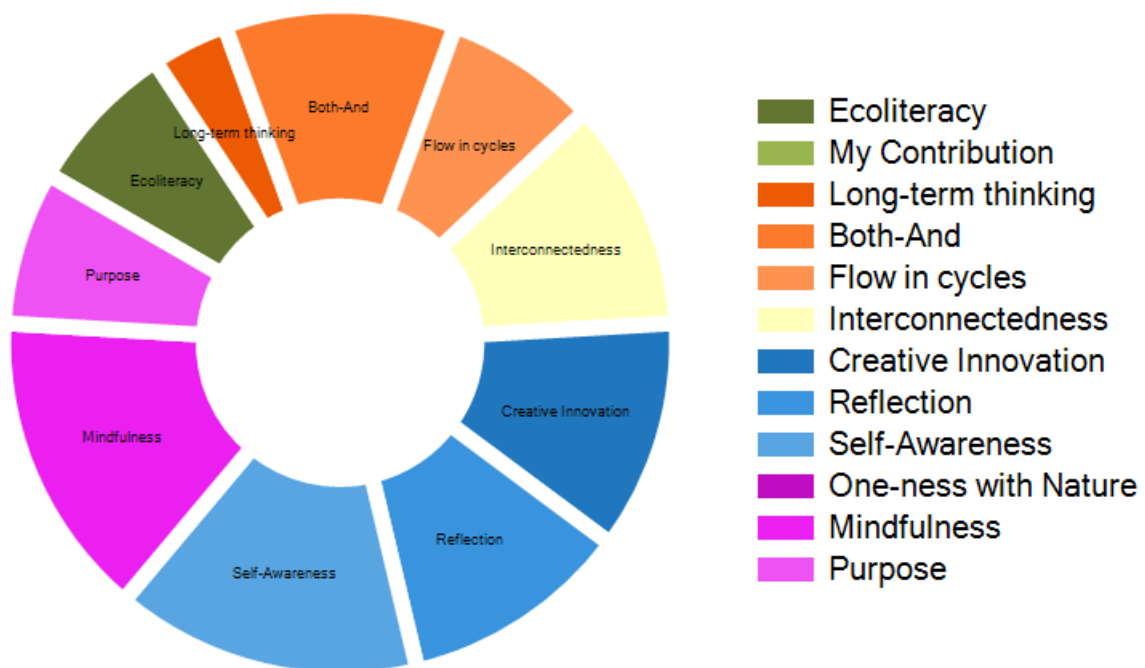 Both-And
Long-term thinking
Flow in cycles
Ecoliteracy
Interconnectedness
Purpose
Creative Innovation
Mindfulness
Reflection
Self-Awareness
Ecoliteracy
My Contribution
Long-term thinking
Both-And
Flow in cycles
Interconnectedness
Creative Innovation
Reflection
Self-Awareness
One-ness with Nature
Mindfulness
Purpose